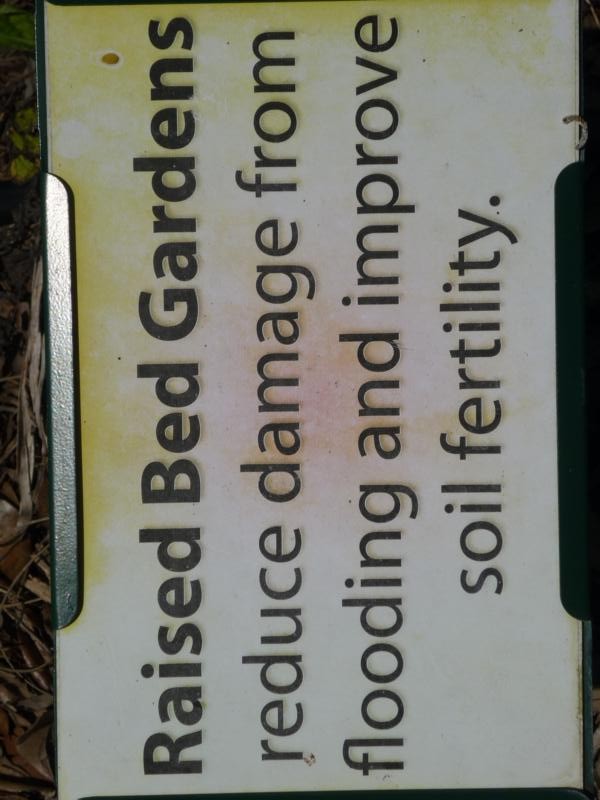 Raised Bed Gardens
reduce damage from
flooding and improve
soil fertility.